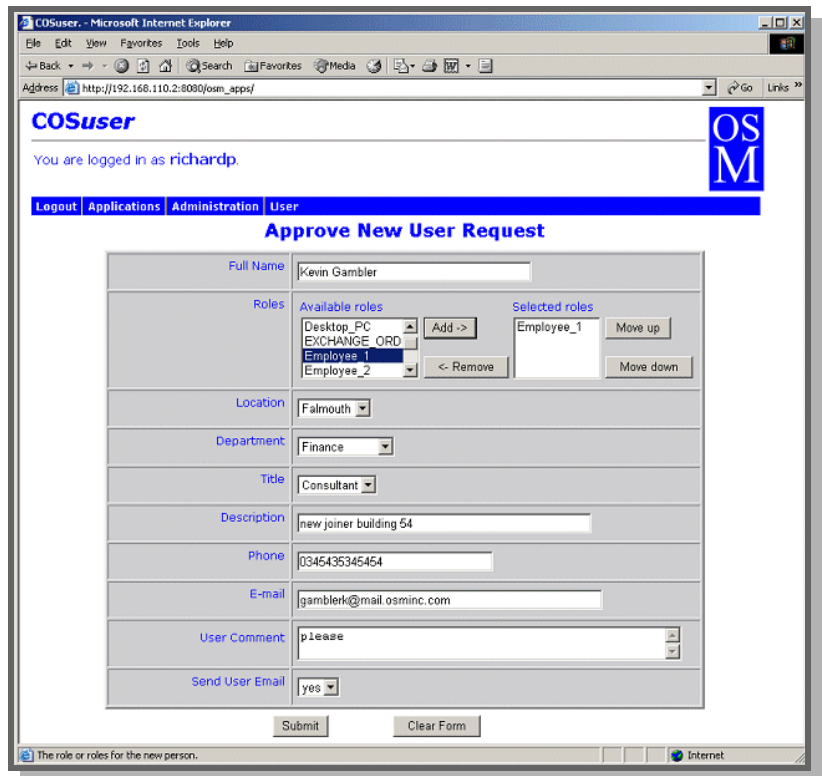 COSuser. - Microsoft Internet Explorer
File Edit View Favorites Tools Help
Back Search Favorites Media
Address http://192.168.110.2:8080/osm_apps/ Go Links »
COSuser
OS
M
You are logged in as richardp.
Logout Applications Administration User
Approve New User Request
Full Name Kevin Gambler
Roles Available roles Selected roles
Desktop_PC Add -> Employee_1 Move up
EXCHANGE_ORD
Employee_1
Employee_2 <- Remove Move down
Location Falmouth
Department Finance
Title Consultant
Description new joiner building 54
Phone 0345435345454
E-mail gamblerk@mail.osminc.com
User Comment please
Send User Email yes
Submit Clear Form
The role or roles for the new person. Internet